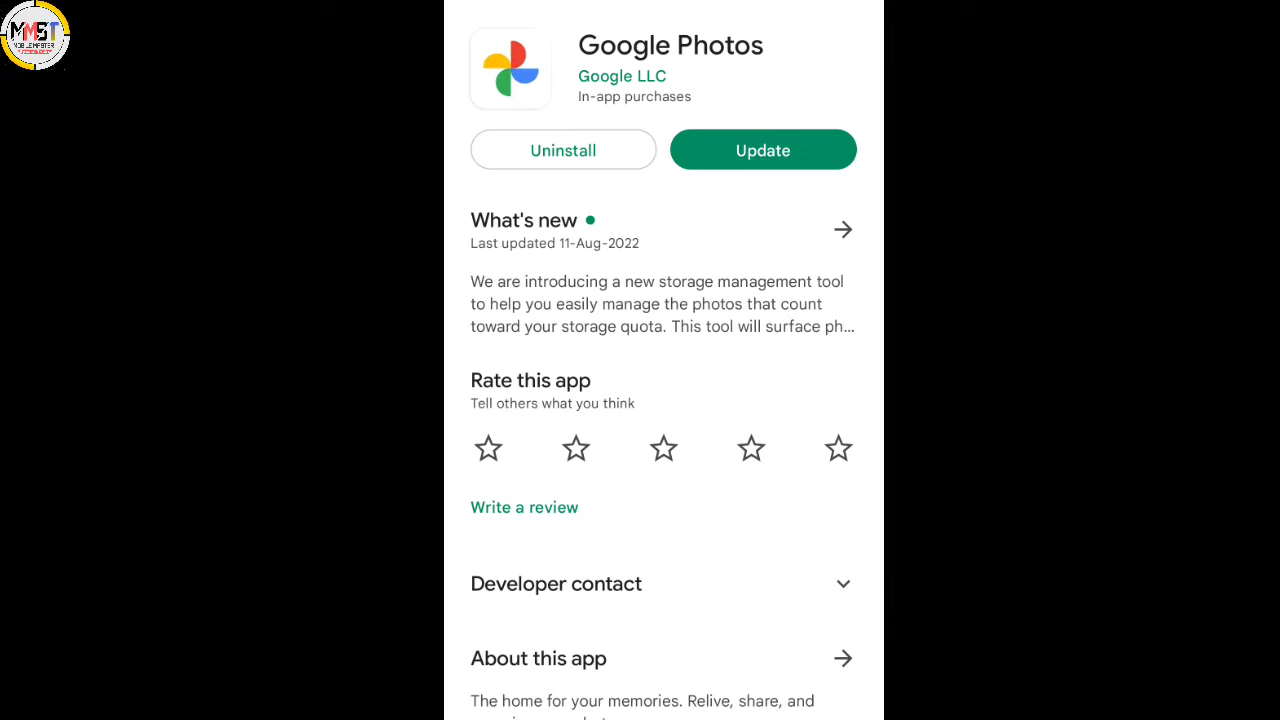 MMBT
MOBILE MASTER
Google Photos
Google LLC
In-app purchases
Uninstall
Update
What's new
Last updated 11-Aug-2022
We are introducing a new storage management tool
to help you easily manage the photos that count
toward your storage quota. This tool will surface ph...
Rate this app
Tell others what you think
Write a review
Developer contact
About this app
The home for your memories. Relive, share, and